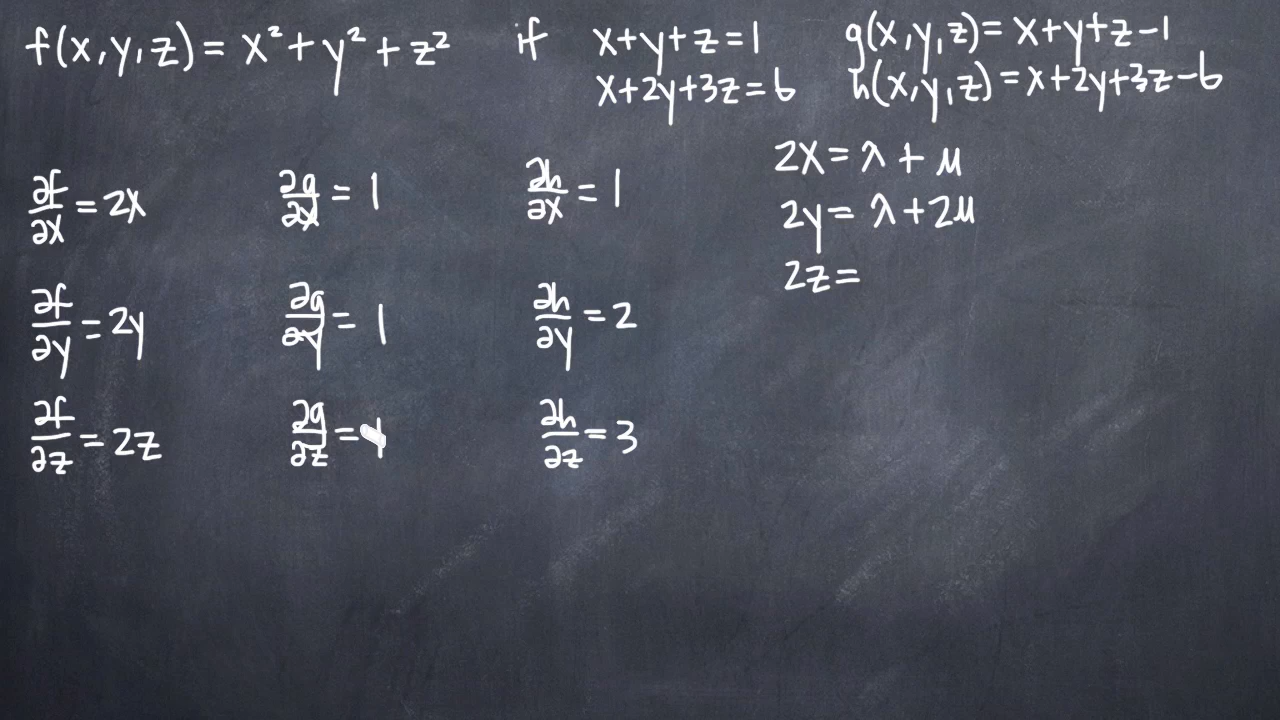 f(x,y,z) = x² + y² + z² if x+y+z=1 g(x,y,z) = x+y+z-1
x+2y+3z=6 h(x,y,z) = x+2y+3z-6
2x = λ + μ
∂f/∂x = 2x ∂g/∂x = 1 ∂h/∂x = 1
2y = λ + 2μ
2z =
∂f/∂y = 2y ∂g/∂y = 1 ∂h/∂y = 2
∂f/∂z = 2z ∂g/∂z = 1 ∂h/∂z = 3